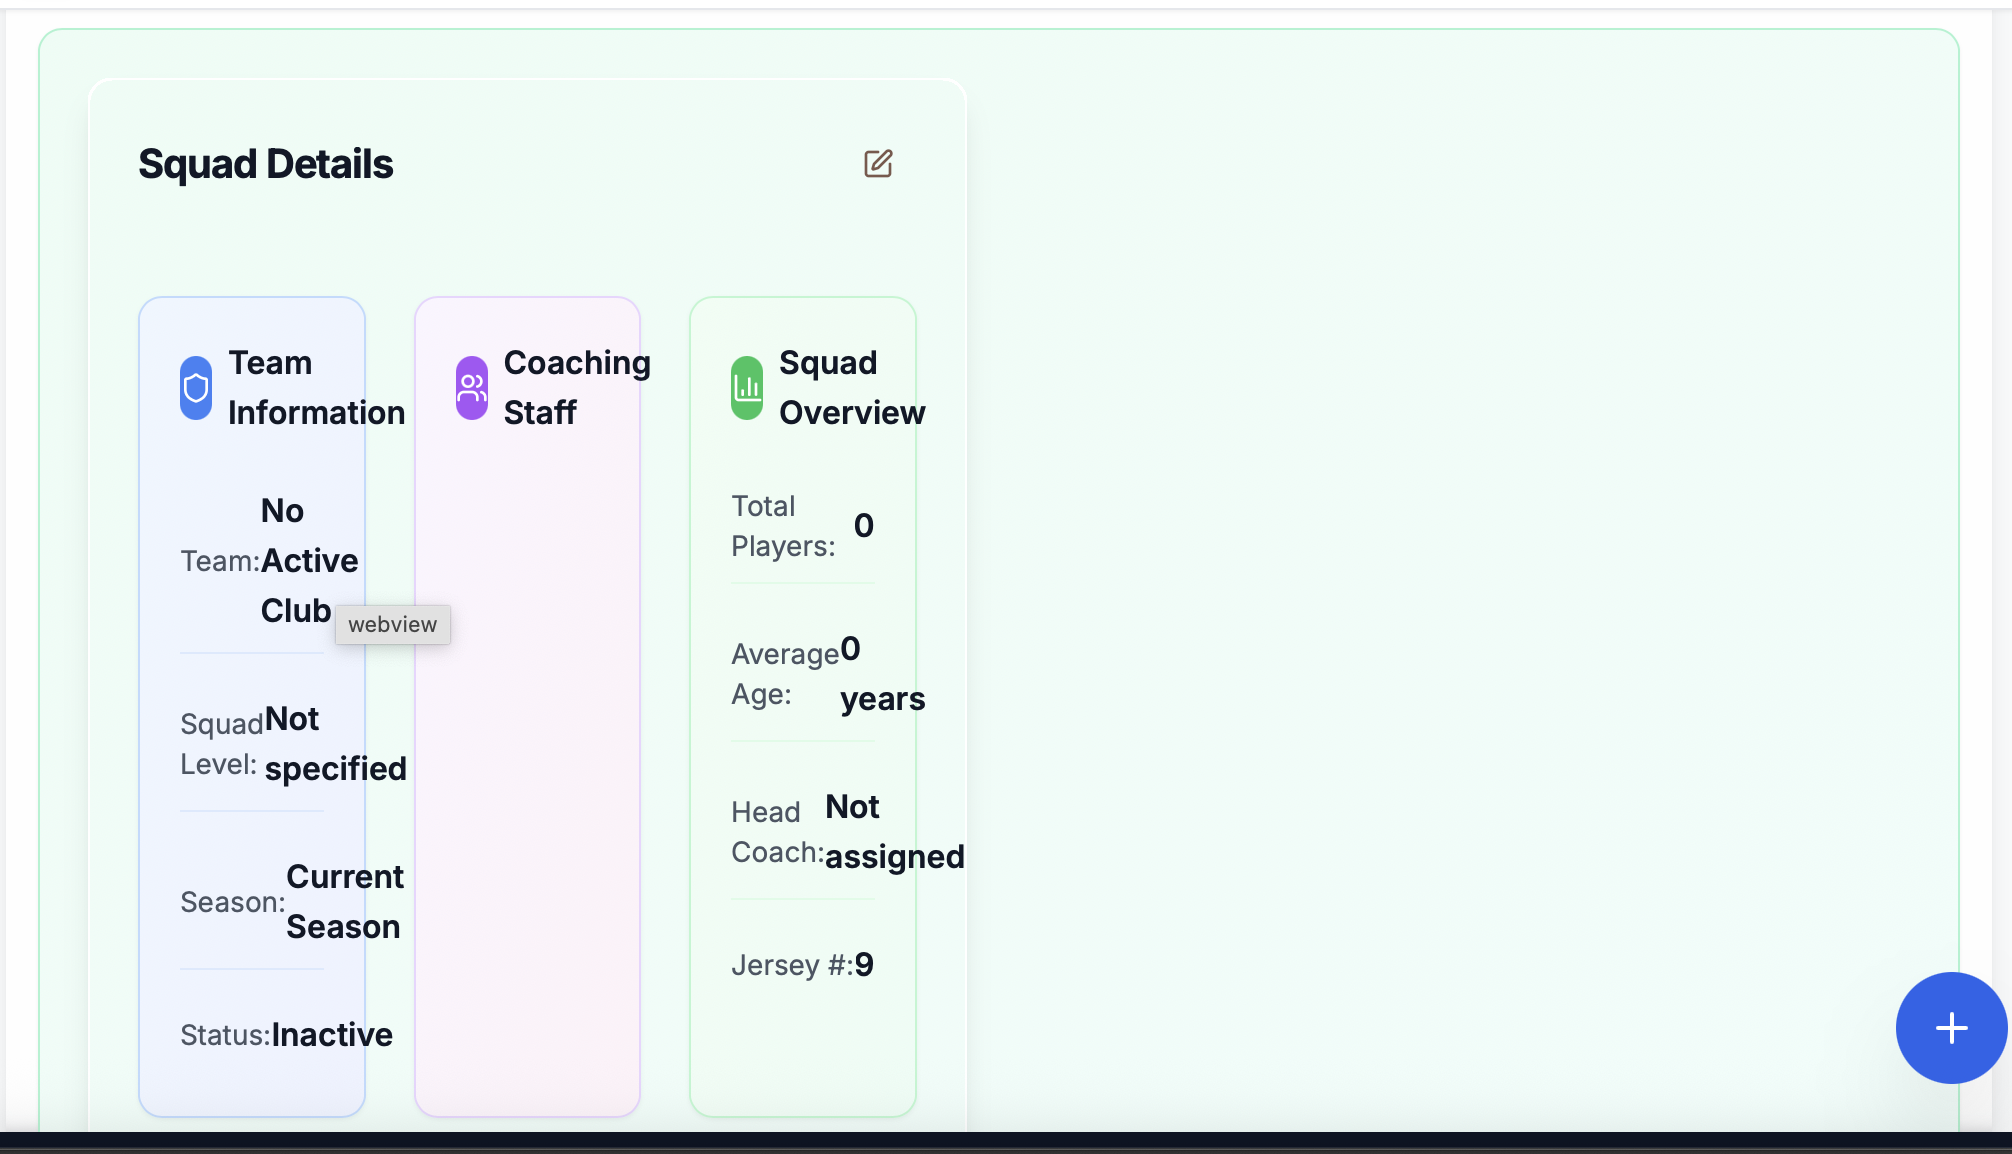 Squad Details
Team
Information
Team:
No
Active
Club
Squad
Level:
Not
specified
Season:
Current
Season
Status:
Inactive
Coaching
Staff
Squad
Overview
Total
Players:
0
Average
Age:
0
years
Head
Coach:
Not
assigned
Jersey #:
9
webview